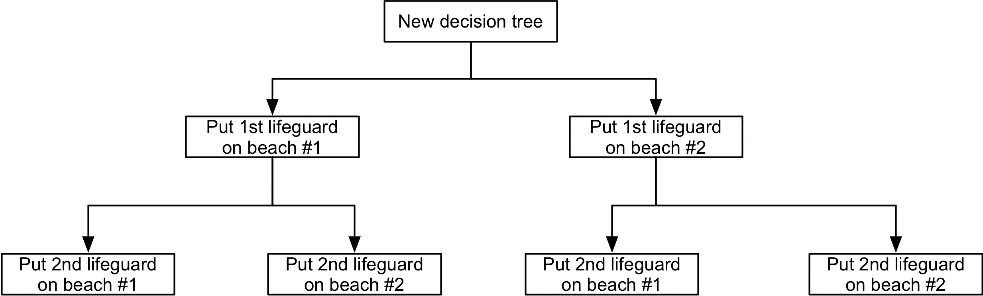 New decision tree
Put 1st lifeguard
on beach #1
Put 1st lifeguard
on beach #2
Put 2nd lifeguard
on beach #1
Put 2nd lifeguard
on beach #2
Put 2nd lifeguard
on beach #1
Put 2nd lifeguard
on beach #2